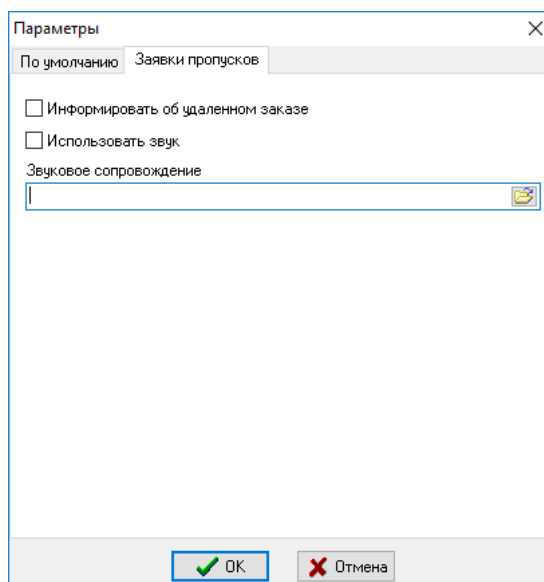 Параметры
По умолчанию Заявки пропусков
Информировать об удаленном заказе
Использовать звук
Звуковое сопровождение
OK Отмена